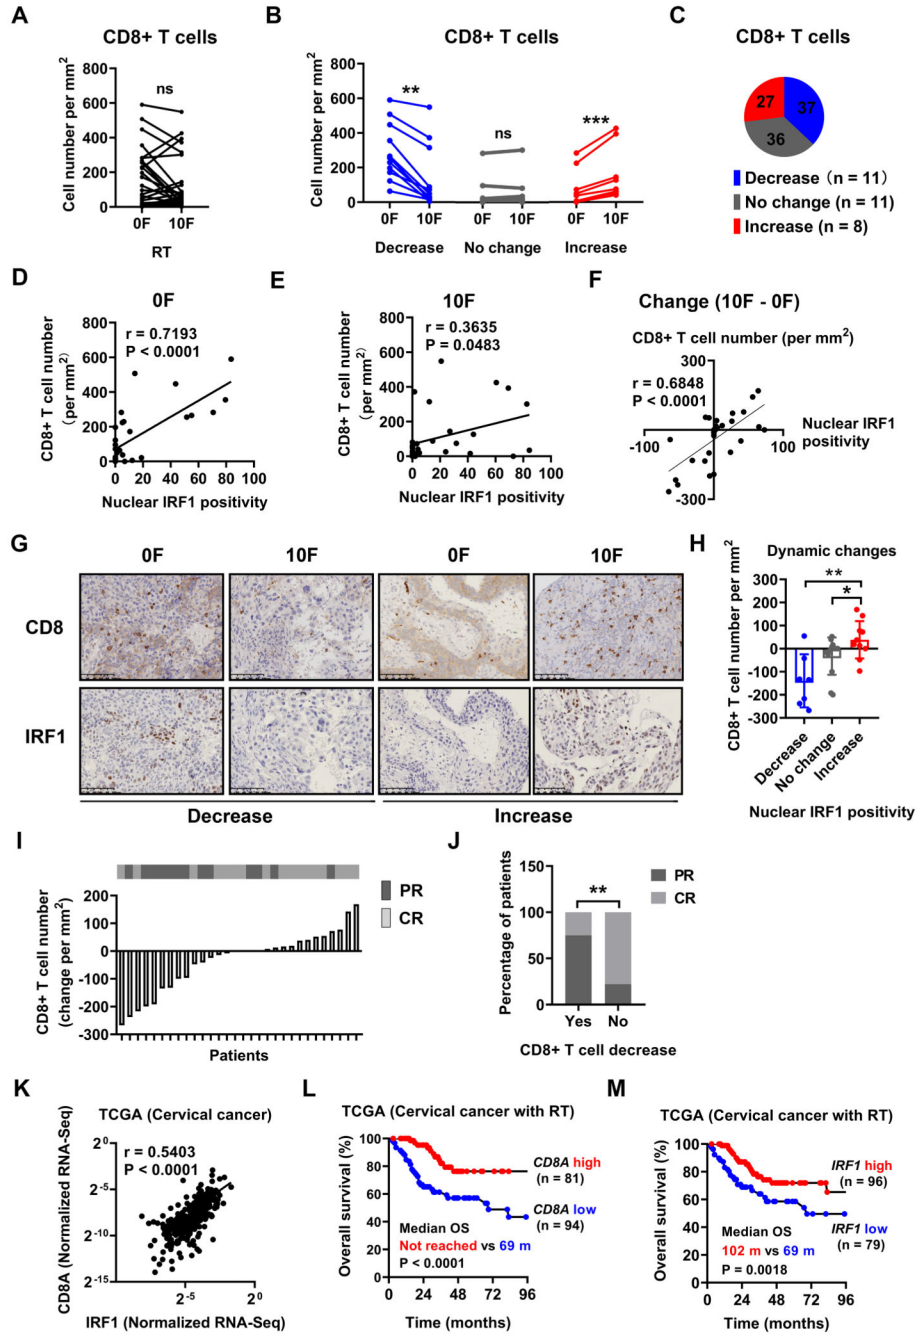 A
CD8+ T cells
Cell number per mm²
800
600
400
200
0
ns
0F 10F
RT
B
CD8+ T cells
Cell number per mm²
800
600
400
200
0
**
ns
***
0F 10F 0F 10F 0F 10F
Decrease No change Increase
C
CD8+ T cells
27
37
36
Decrease (n = 11)
No change (n = 11)
Increase (n = 8)
D
0F
CD8+ T cell number
(per mm²)
800
600
400
200
0
r = 0.7193
P < 0.0001
0 20 40 60 80 100
Nuclear IRF1 positivity
E
10F
CD8+ T cell number
(per mm²)
800
600
400
200
0
r = 0.3635
P = 0.0483
0 20 40 60 80 100
Nuclear IRF1 positivity
F
Change (10F - 0F)
CD8+ T cell number (per mm²)
300
r = 0.6848
P < 0.0001
Nuclear IRF1
positivity
-100
100
-300
G
0F 10F 0F 10F
CD8
IRF1
Decrease Increase
H
Dynamic changes
CD8+ T cell number per mm²
**
*
300
200
100
0
-100
-200
-300
Decrease
No change
Increase
Nuclear IRF1 positivity
I
PR
CR
CD8+ T cell number
(change per mm²)
200
100
0
-100
-200
-300
Patients
J
Percentage of patients
150
100
50
0
**
PR
CR
Yes No
CD8+ T cell decrease
K
TCGA (Cervical cancer)
CD8A (Normalized RNA-Seq)
2⁰
2⁻⁵
2⁻¹⁰
2⁻¹⁵
r = 0.5403
P < 0.0001
2⁻⁵ 2⁰
IRF1 (Normalized RNA-Seq)
L
TCGA (Cervical cancer with RT)
Overall survival (%)
100
80
60
40
20
0
CD8A high
(n = 81)
CD8A low
(n = 94)
Median OS
Not reached vs 69 m
P < 0.0001
0 24 48 72 96
Time (months)
M
TCGA (Cervical cancer with RT)
Overall survival (%)
100
80
60
40
20
0
IRF1 high
(n = 96)
IRF1 low
(n = 79)
Median OS
102 m vs 69 m
P = 0.0018
0 24 48 72 96
Time (months)